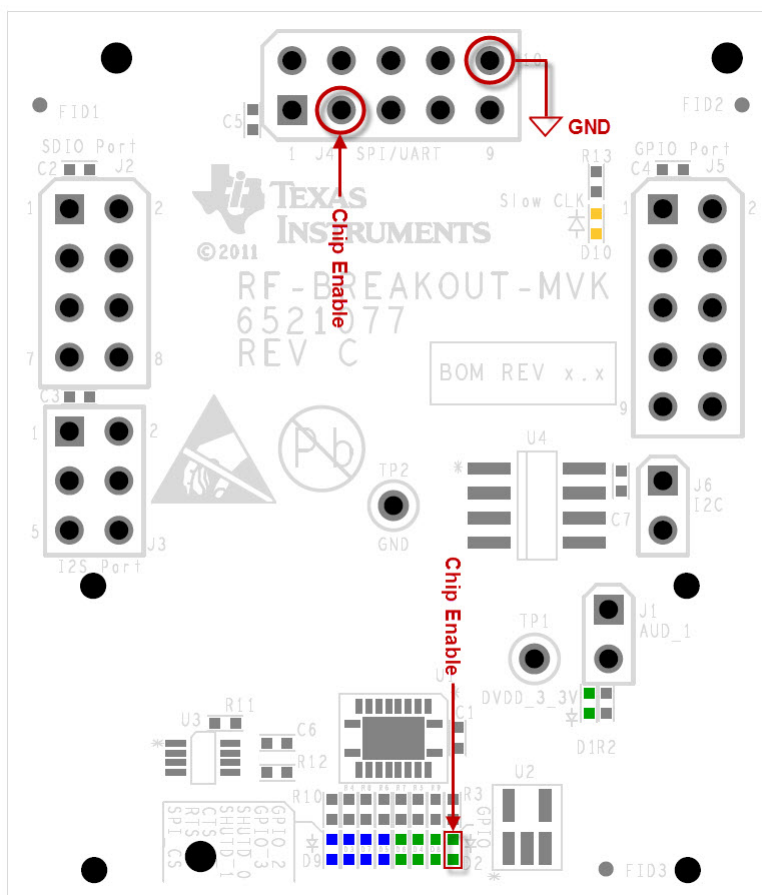 GND
FID1
FID2
C5
1 J4 SPI/UART 9
SDIO Port
C2 J2
1 2
7 8
R13
Slow CLK
D10
GPIO Port
C4 J5
1 2
9
Chip Enable
TEXAS
INSTRUMENTS
© 2011
RF-BREAKOUT-MVK
6521077
REV C
BOM REV x.x
C3
1 2
5 J3
I2S Port
Pb
TP2
GND
U4
*
C7
J6
I2C
Chip Enable
TP1
DVDD_3_3V
J1
AUD_1
D1R2
U3
R11
*
C6
R12
C1
U2
*
R10
R3
D9
D2
GPIO
SPI_CS
RTS
CTS
SHUTD_1
SHUTD_0
GPIO_3
GPIO_2
FID3